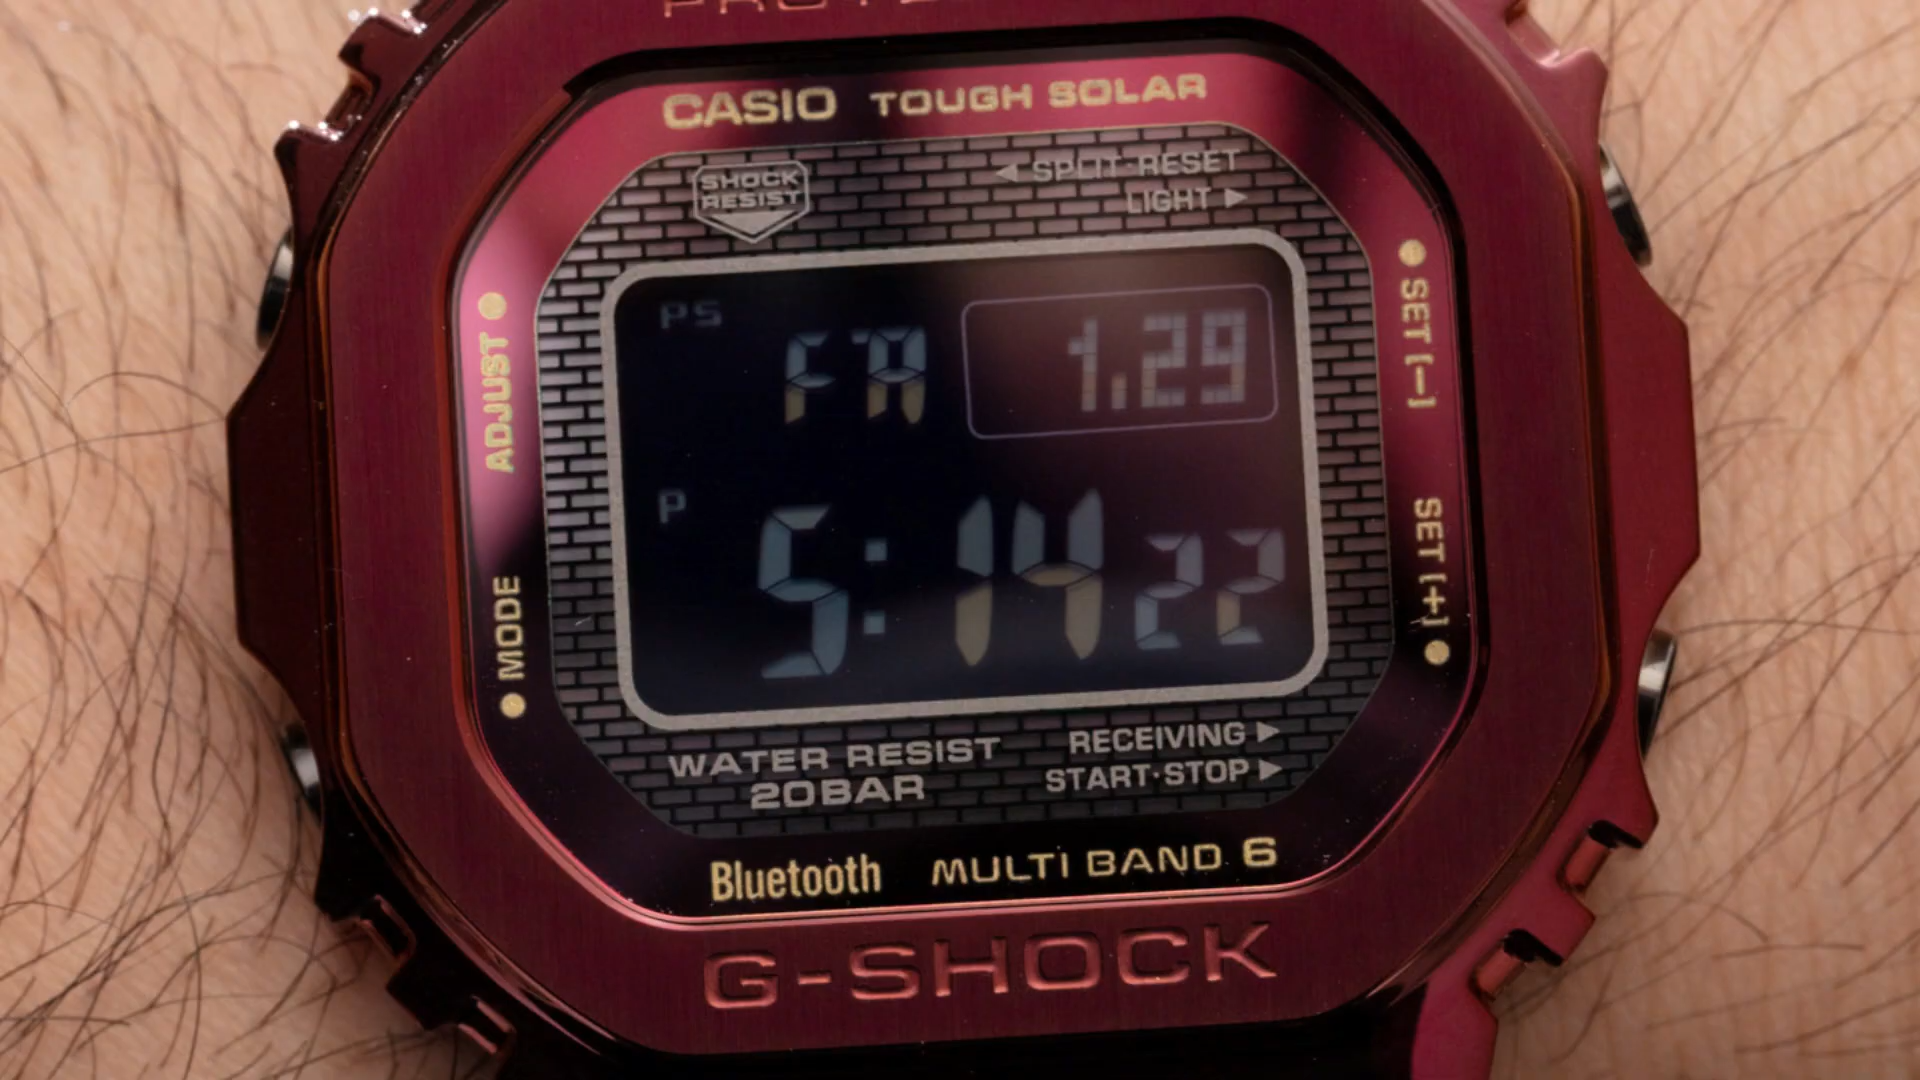 CASIO TOUGH SOLAR
SHOCK
RESIST
◀ SPLIT·RESET
LIGHT ▶
ADJUST
MODE
SET [−]
SET [+]
PS
FR 1.29
P
5:14 22
WATER RESIST
20BAR
RECEIVING ▶
START·STOP ▶
Bluetooth MULTI BAND 6
G-SHOCK